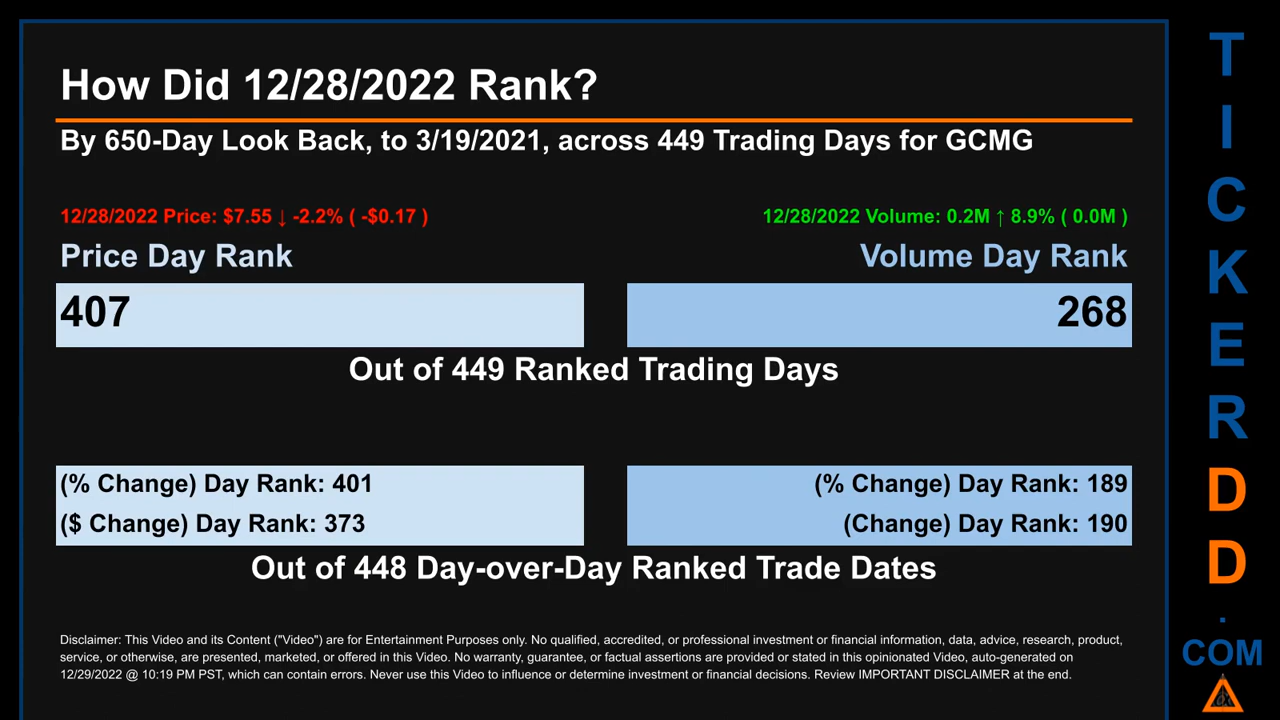 How Did 12/28/2022 Rank?
By 650-Day Look Back, to 3/19/2021, across 449 Trading Days for GCMG
12/28/2022 Price: $7.55 ↓ -2.2% ( -$0.17 )
12/28/2022 Volume: 0.2M ↑ 8.9% ( 0.0M )
Price Day Rank
Volume Day Rank
407
268
Out of 449 Ranked Trading Days
(% Change) Day Rank: 401
($ Change) Day Rank: 373
(% Change) Day Rank: 189
(Change) Day Rank: 190
Out of 448 Day-over-Day Ranked Trade Dates
Disclaimer: This Video and its Content ("Video") are for Entertainment Purposes only. No qualified, accredited, or professional investment or financial information, data, advice, research, product,
service, or otherwise, are presented, marketed, or offered in this Video. No warranty, guarantee, or factual assertions are provided or stated in this opinionated Video, auto-generated on
12/29/2022 @ 10:19 PM PST, which can contain errors. Never use this Video to influence or determine investment or financial decisions. Review IMPORTANT DISCLAIMER at the end.
T
I
C
K
E
R
D
D
.
COM